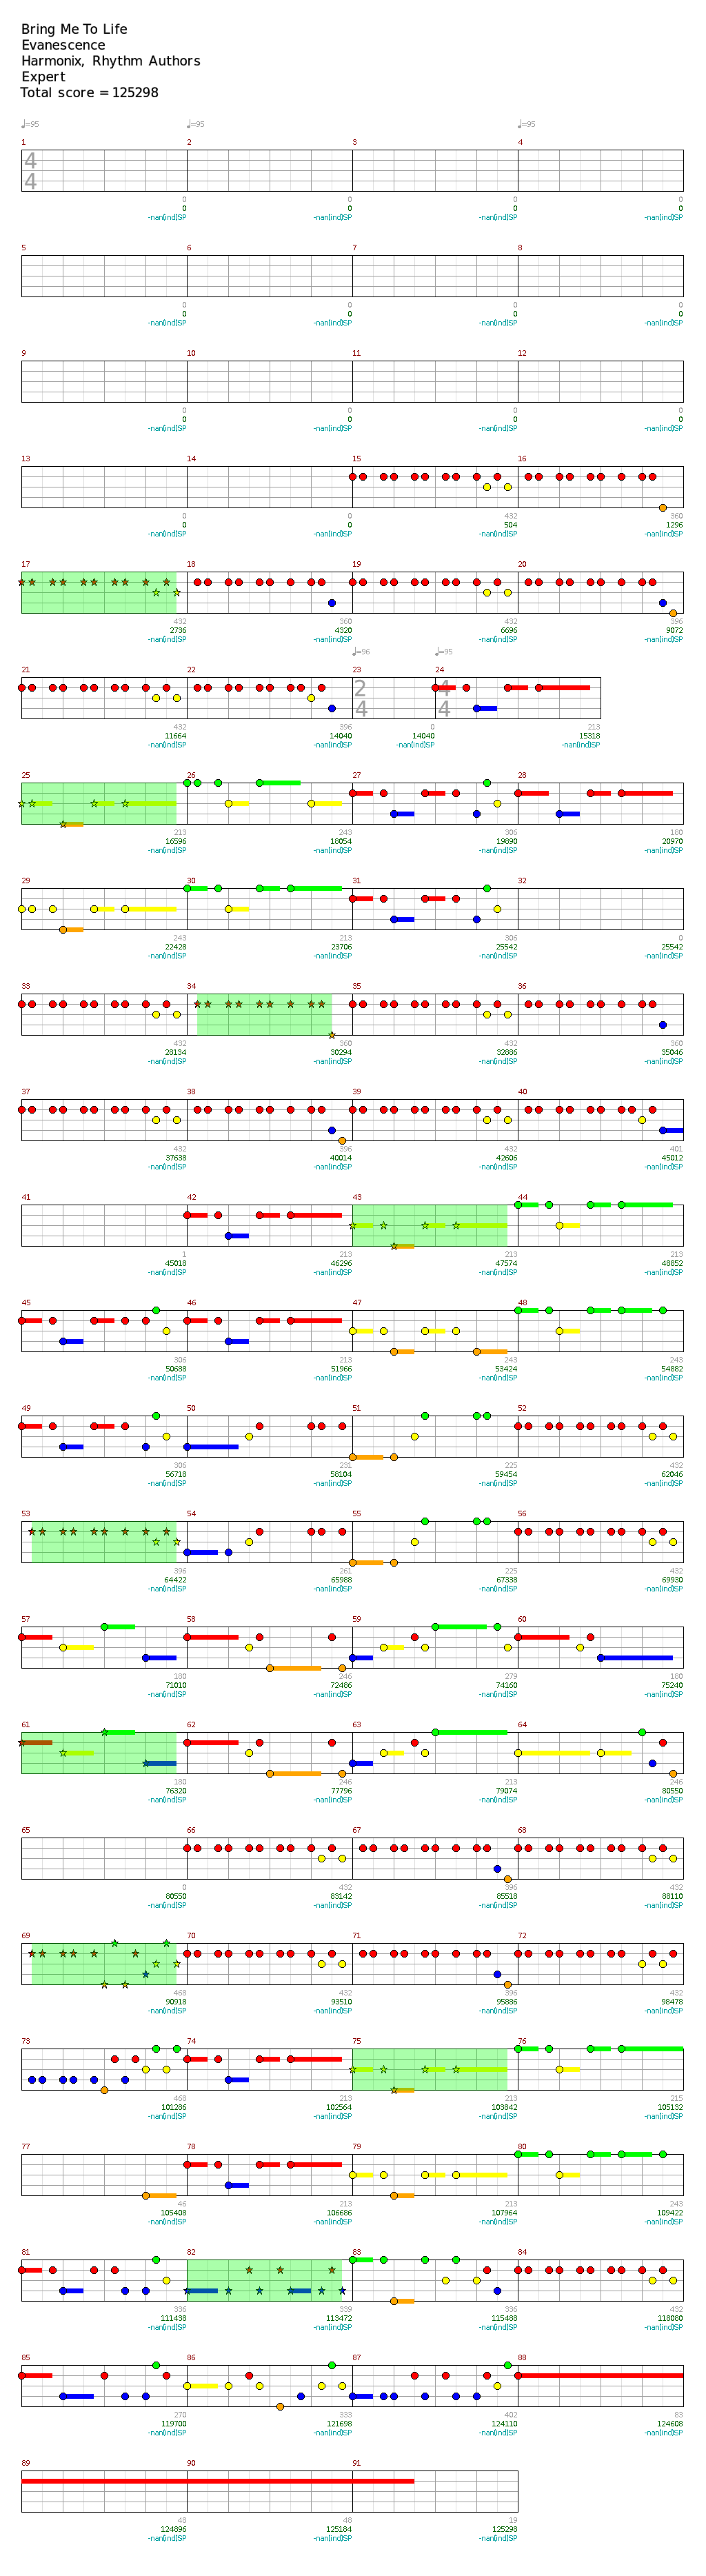 Bring Me To Life
Evanescence
Harmonix, Rhythm Authors
Expert
Total score = 125298
♩=95 ♩=95 ♩=95
1 2 3 4
4
4
0 0 0 0
0 0 0 0
-nan(ind)SP -nan(ind)SP -nan(ind)SP -nan(ind)SP
5 6 7 8
0 0 0 0
0 0 0 0
-nan(ind)SP -nan(ind)SP -nan(ind)SP -nan(ind)SP
9 10 11 12
0 0 0 0
0 0 0 0
-nan(ind)SP -nan(ind)SP -nan(ind)SP -nan(ind)SP
13 14 15 16
0 0 432 360
0 0 504 1296
-nan(ind)SP -nan(ind)SP -nan(ind)SP -nan(ind)SP
17 18 19 20
432 360 432 396
2736 4320 6696 9072
-nan(ind)SP -nan(ind)SP -nan(ind)SP -nan(ind)SP
♩=96 ♩=95
21 22 23 24
2 4
4 4
432 396 0 213
11664 14040 14040 15318
-nan(ind)SP -nan(ind)SP -nan(ind)SP -nan(ind)SP
25 26 27 28
213 243 306 180
16596 18054 19890 20970
-nan(ind)SP -nan(ind)SP -nan(ind)SP -nan(ind)SP
29 30 31 32
243 213 306 0
22428 23706 25542 25542
-nan(ind)SP -nan(ind)SP -nan(ind)SP -nan(ind)SP
33 34 35 36
432 360 432 360
28134 30294 32886 35046
-nan(ind)SP -nan(ind)SP -nan(ind)SP -nan(ind)SP
37 38 39 40
432 396 432 401
37638 40014 42606 45012
-nan(ind)SP -nan(ind)SP -nan(ind)SP -nan(ind)SP
41 42 43 44
1 213 213 213
45018 46296 47574 48852
-nan(ind)SP -nan(ind)SP -nan(ind)SP -nan(ind)SP
45 46 47 48
306 213 243 243
50688 51966 53424 54882
-nan(ind)SP -nan(ind)SP -nan(ind)SP -nan(ind)SP
49 50 51 52
306 231 225 432
56718 58104 59454 62046
-nan(ind)SP -nan(ind)SP -nan(ind)SP -nan(ind)SP
53 54 55 56
396 261 225 432
64422 65988 67338 69930
-nan(ind)SP -nan(ind)SP -nan(ind)SP -nan(ind)SP
57 58 59 60
180 246 279 180
71010 72486 74160 75240
-nan(ind)SP -nan(ind)SP -nan(ind)SP -nan(ind)SP
61 62 63 64
180 246 213 246
76320 77796 79074 80550
-nan(ind)SP -nan(ind)SP -nan(ind)SP -nan(ind)SP
65 66 67 68
0 432 396 432
80550 83142 85518 88110
-nan(ind)SP -nan(ind)SP -nan(ind)SP -nan(ind)SP
69 70 71 72
468 432 396 432
90918 93510 95886 98478
-nan(ind)SP -nan(ind)SP -nan(ind)SP -nan(ind)SP
73 74 75 76
468 213 213 215
101286 102564 103842 105132
-nan(ind)SP -nan(ind)SP -nan(ind)SP -nan(ind)SP
77 78 79 80
46 213 213 243
105408 106686 107964 109422
-nan(ind)SP -nan(ind)SP -nan(ind)SP -nan(ind)SP
81 82 83 84
336 339 336 432
111438 113472 115488 118080
-nan(ind)SP -nan(ind)SP -nan(ind)SP -nan(ind)SP
85 86 87 88
270 333 402 83
119700 121698 124110 124608
-nan(ind)SP -nan(ind)SP -nan(ind)SP -nan(ind)SP
89 90 91
48 48 19
124896 125184 125298
-nan(ind)SP -nan(ind)SP -nan(ind)SP